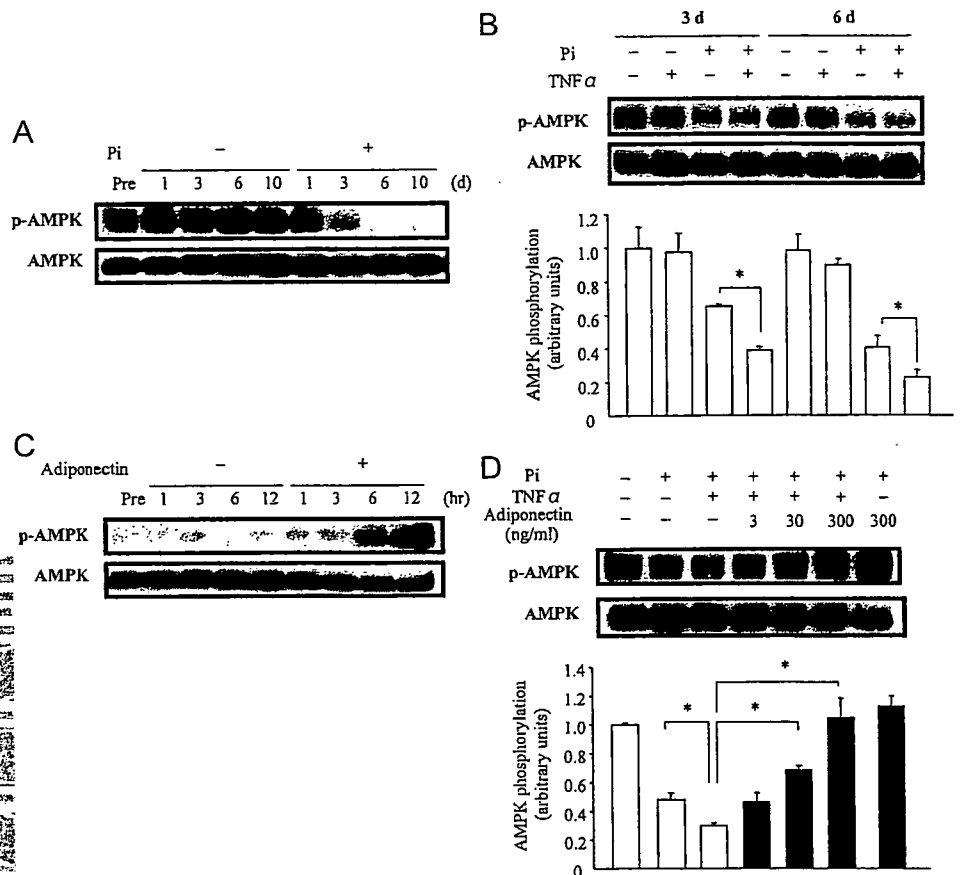 A
Pi − +
Pre 1 3 6 10 1 3 6 10 (d)
p-AMPK
AMPK
B
3 d 6 d
Pi − − + + − − + +
TNFα − + − + − + − +
p-AMPK
AMPK
AMPK phosphorylation
(arbitrary units)
1.2
1.0
0.8
0.6
0.4
0.2
0
* *
C
Adiponectin − +
Pre 1 3 6 12 1 3 6 12 (hr)
p-AMPK
AMPK
D
Pi − + + + + + +
TNFα − − + + + + −
Adiponectin − − − 3 30 300 300
(ng/ml)
p-AMPK
AMPK
AMPK phosphorylation
(arbitrary units)
1.4
1.2
1.0
0.8
0.6
0.4
0.2
0
* * *